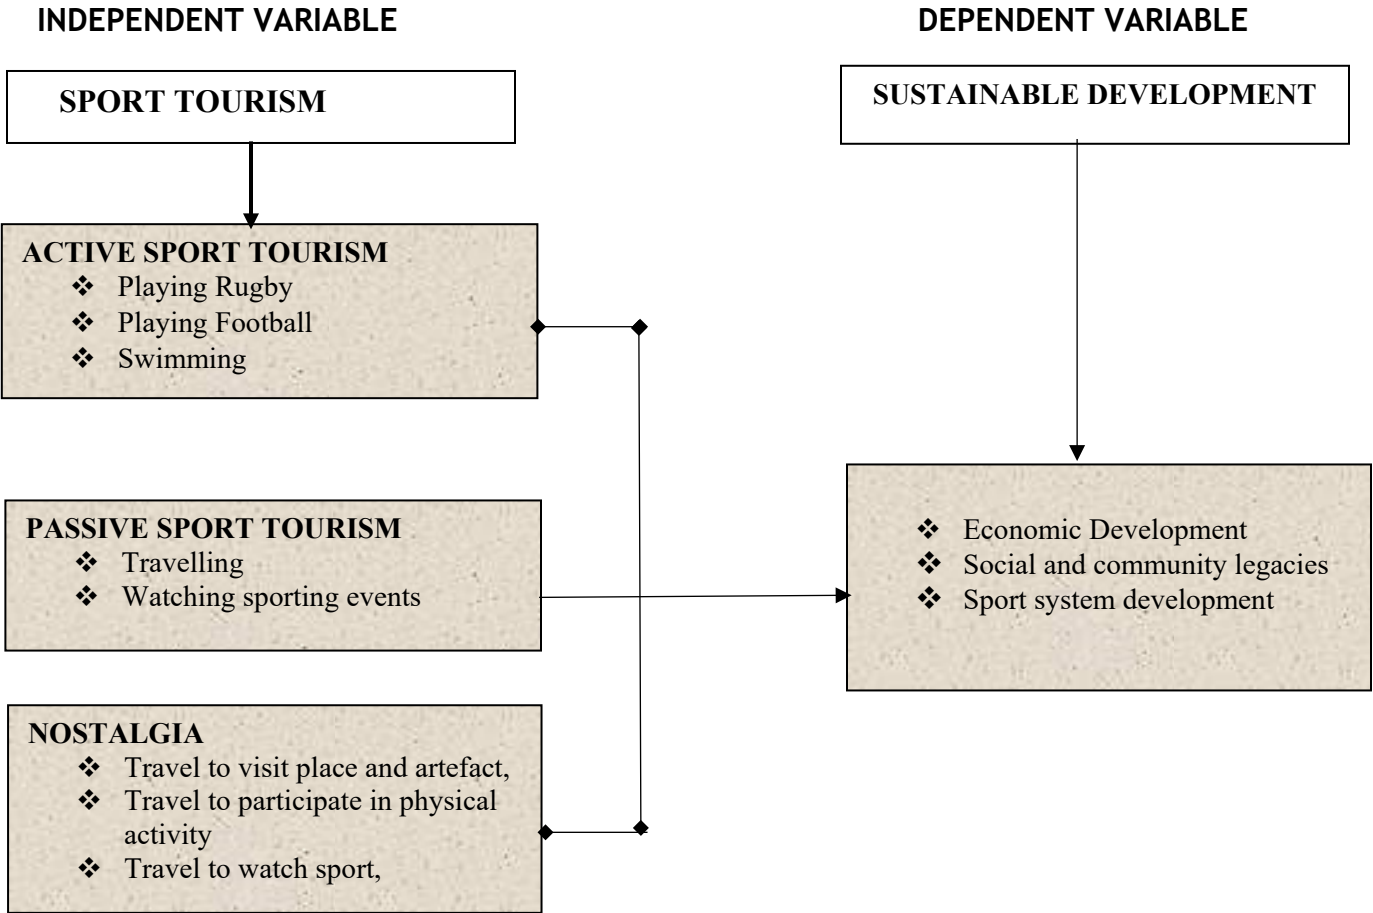 INDEPENDENT VARIABLE
DEPENDENT VARIABLE
SPORT TOURISM
SUSTAINABLE DEVELOPMENT
ACTIVE SPORT TOURISM
❖ Playing Rugby
❖ Playing Football
❖ Swimming
PASSIVE SPORT TOURISM
❖ Travelling
❖ Watching sporting events
❖ Economic Development
❖ Social and community legacies
❖ Sport system development
NOSTALGIA
❖ Travel to visit place and artefact,
❖ Travel to participate in physical
activity
❖ Travel to watch sport,